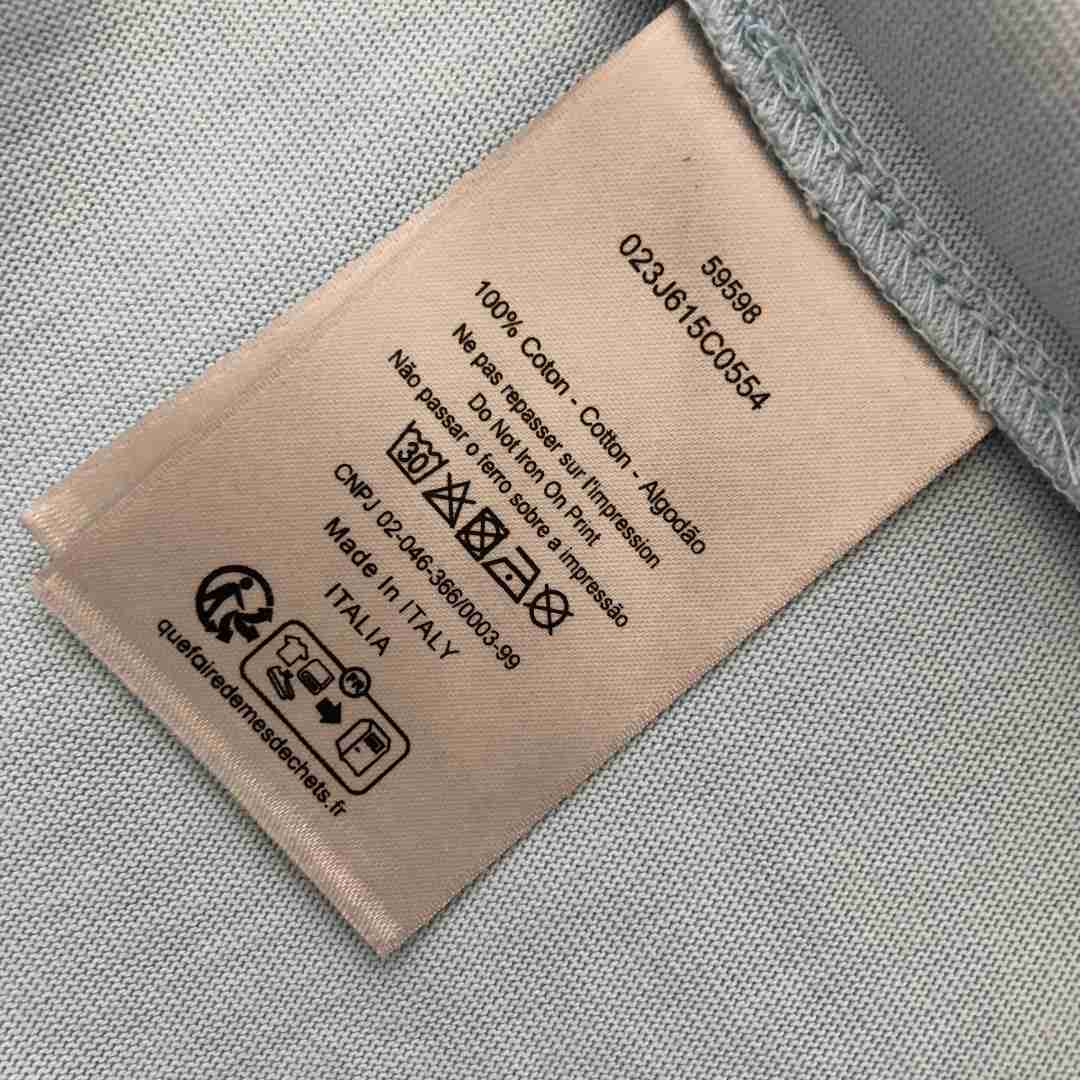 59598
023J615C0554
100% Coton - Cotton - Algodão
Ne pas repasser sur l'impression
Do Not Iron On Print
Não passar o ferro sobre a impressão
30
CNPJ 02-046-366/0003-99
Made In ITALY
ITALIA
FR
quefairedemesdechets.fr